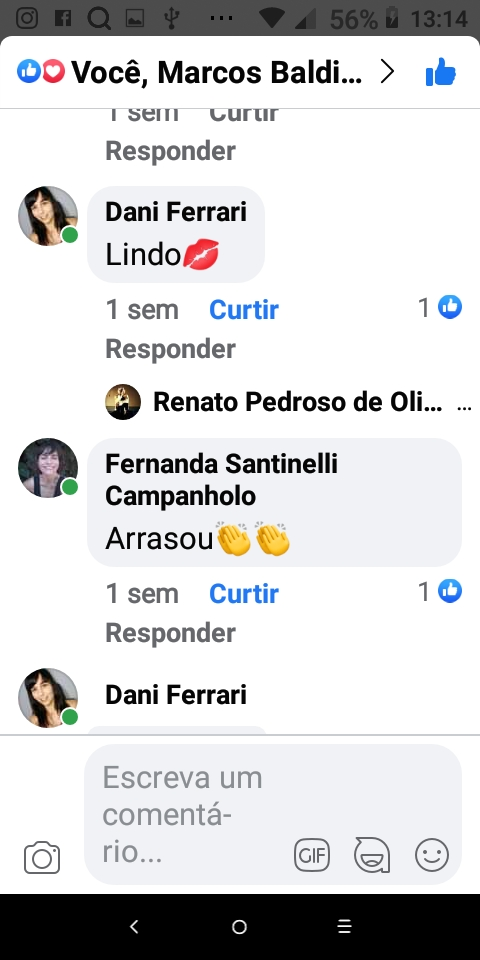 56% 13:14
Você, Marcos Baldi...
1 sem Curtir
Responder
Dani Ferrari
Lindo💋
1 sem Curtir 1
Responder
Renato Pedroso de Oli... ...
Fernanda Santinelli
Campanholo
Arrasou👏👏
1 sem Curtir 1
Responder
Dani Ferrari
Escreva um
comentá-
rio...
GIF